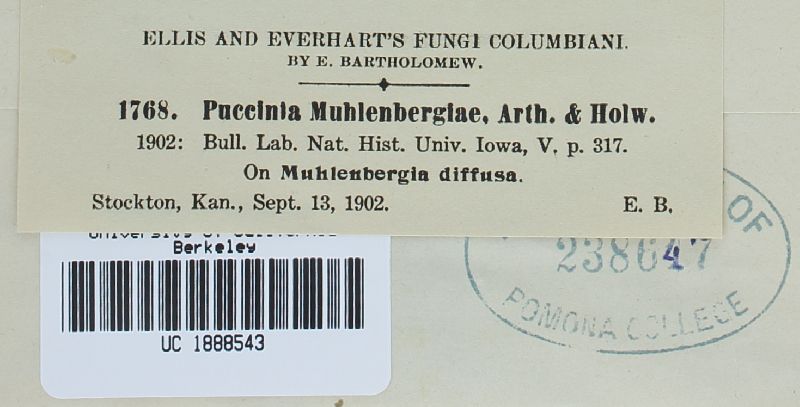 ELLIS AND EVERHART'S FUNGI COLUMBIANI.
BY E. BARTHOLOMEW.
1768. Puccinia Muhlenbergiae, Arth. & Holw.
1902: Bull. Lab. Nat. Hist. Univ. Iowa, V, p. 317.
On Muhlenbergia diffusa.
Stockton, Kan., Sept. 13, 1902. E. B.
Berkeley
UC 1888543
OF
238647
POMONA COLLEGE